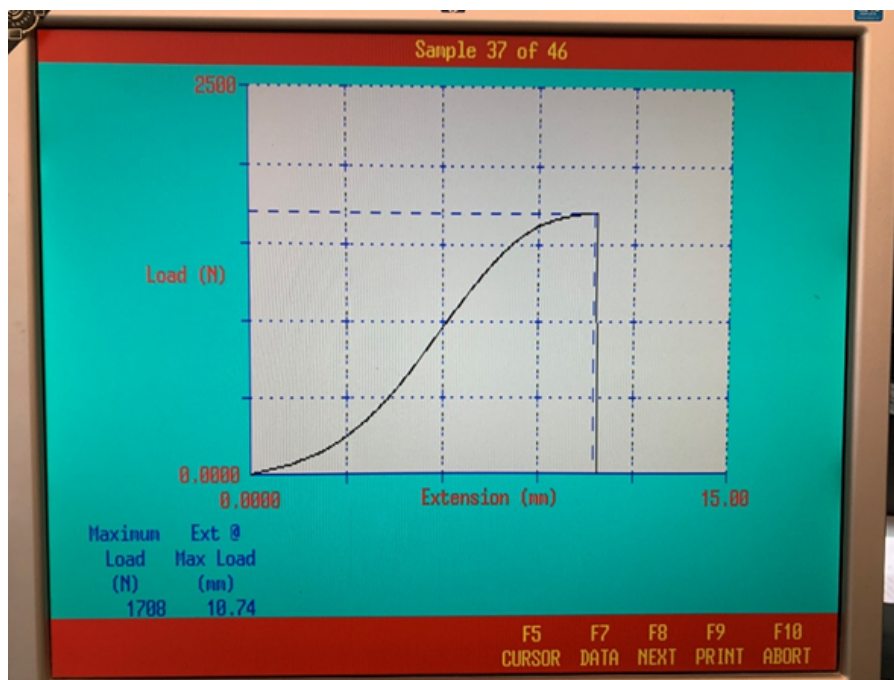 Sample 37 of 46
2500
Load (N)
0.0000
0.0000 Extension (mm) 15.00
Maximum Ext @
Load Max Load
(N) (mm)
1708 10.74
F5 F7 F8 F9 F10
CURSOR DATA NEXT PRINT ABORT